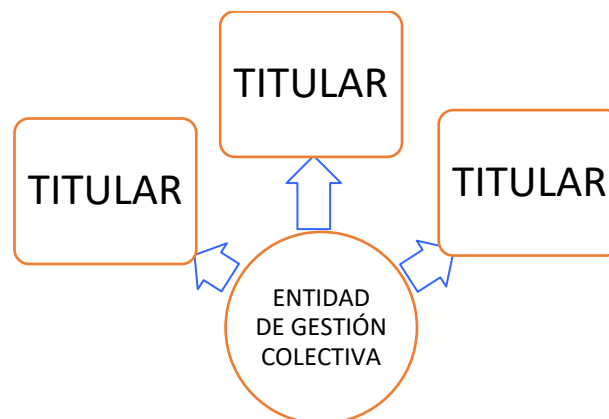 TITULAR
TITULAR
TITULAR
ENTIDAD
DE GESTIÓN
COLECTIVA